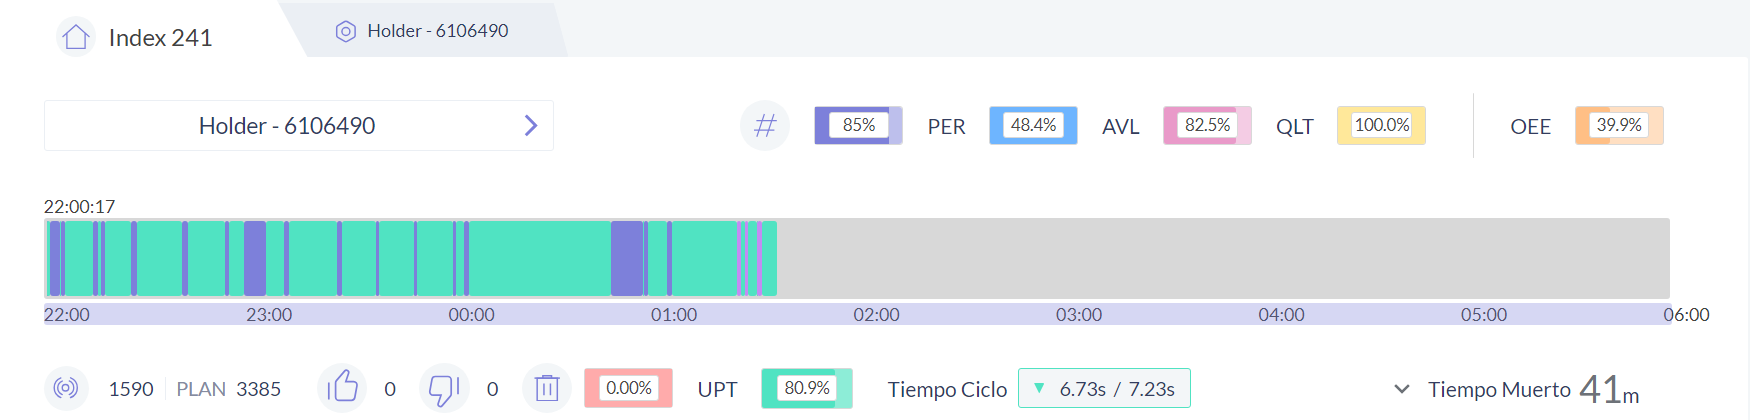 Index 241
Holder - 6106490
Holder - 6106490
# 85% PER 48.4% AVL 82.5% QLT 100.0% OEE 39.9%
22:00:17
22:00 23:00 00:00 01:00 02:00 03:00 04:00 05:00 06:00
1590 PLAN 3385 0 0 0.00% UPT 80.9% Tiempo Ciclo ▼ 6.73s / 7.23s Tiempo Muerto 41m